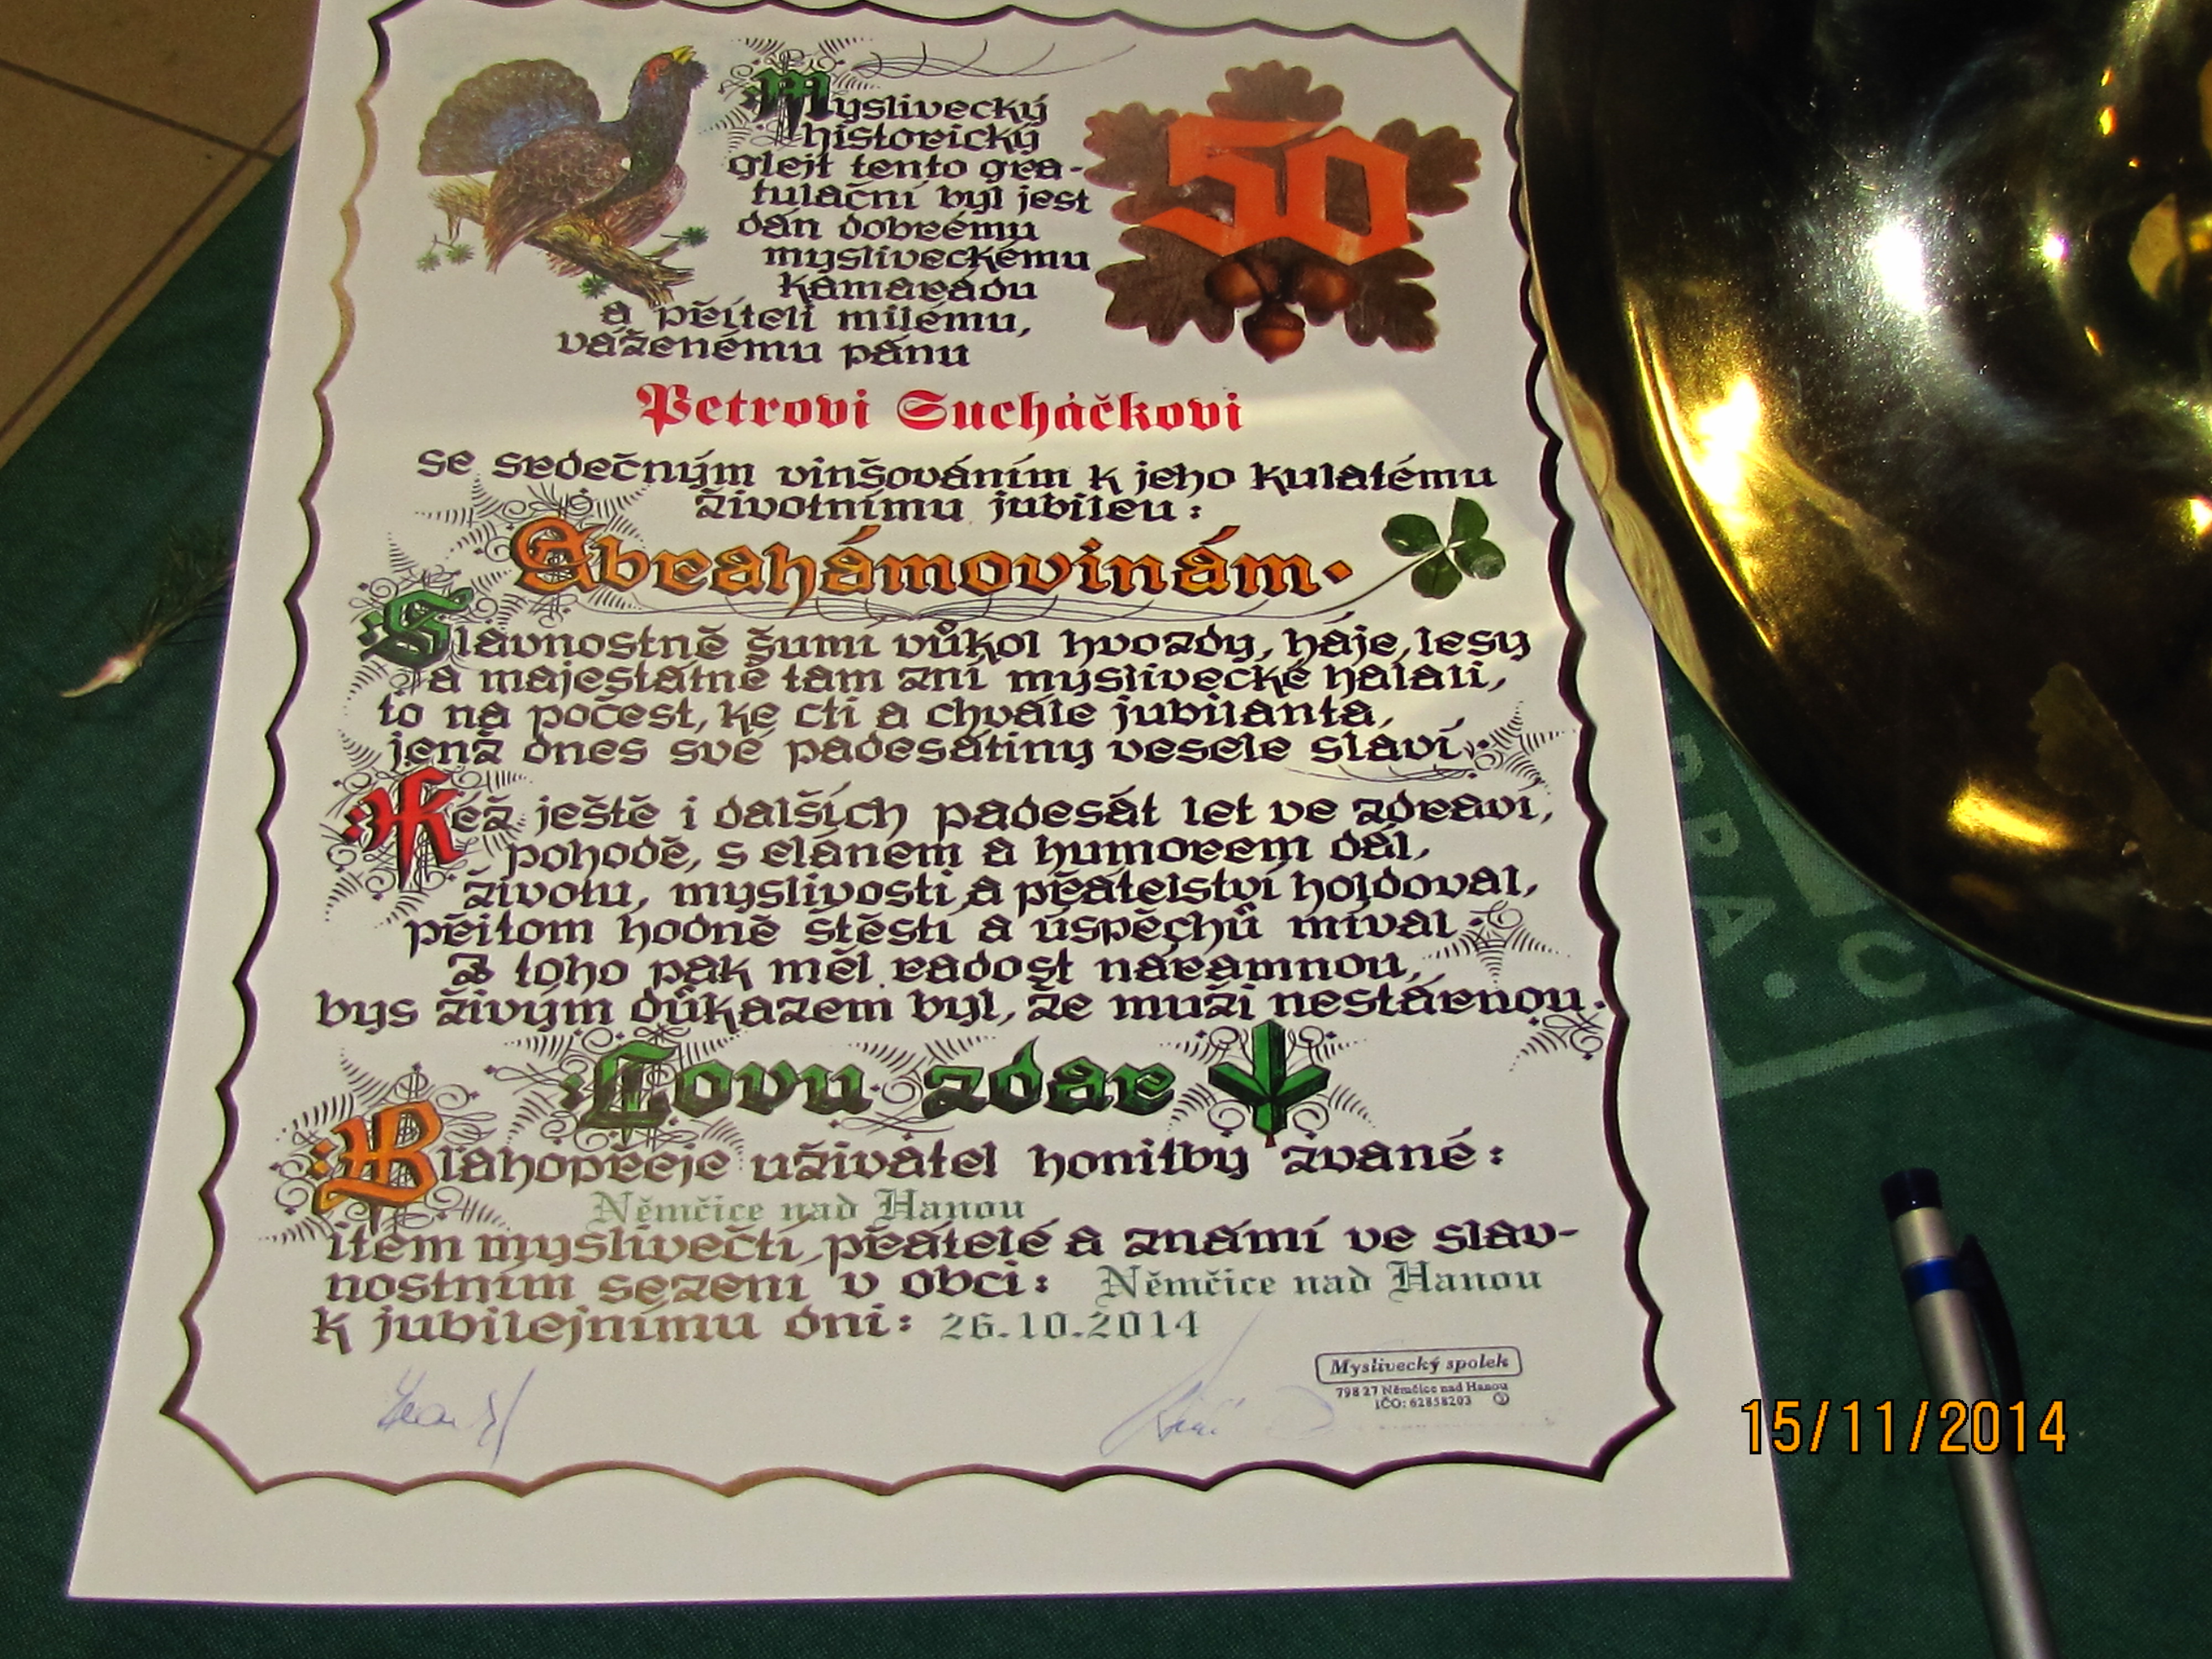 Myslivecký
historický
glejt tento gra-
tulační byl jest
dán dobrému
mysliveckému
kamarádu
a příteli milému,
váženému pánu
50
Petrovi Sucháčkovi
se srdečným vinšováním k jeho kulatému
životnímu jubileu:
Abrahámovinám.
Slavnostně šumí vůkol hvozdy, háje, lesy
a majestátně tam zní myslivecké halali,
to na počest, ke cti a chvále jubilanta,
jenž dnes své padesátiny vesele slaví.
Kéž ještě i dalších padesát let ve zdraví,
pohodě, s elánem a humorem dál,
životu, myslivosti a přátelství holdoval,
přitom hodně štěstí a úspěchů míval.
Z toho pak měl radost náramnou,
bys živým důkazem byl, že muži nestárnou.
Lovu zdar
Blahopřeje uživatel honitby zvané:
Němčice nad Hanou
item myslivečtí přátelé a známí ve slav-
nostním sezení v obci: Němčice nad Hanou
k jubilejnímu dni: 26.10.2014
Myslivecký spolek
798 27 Němčice nad Hanou
IČO: 62858203
15/11/2014